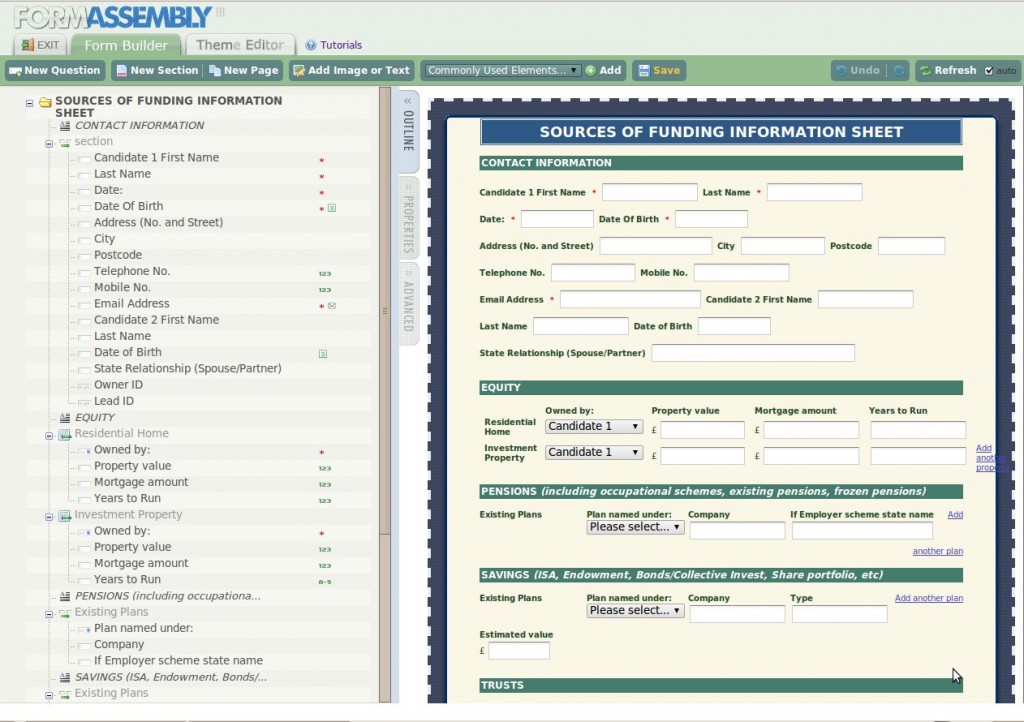 FORMASSEMBLY
EXIT
Form Builder
Theme Editor
Tutorials
New Question
New Section
New Page
Add Image or Text
Commonly Used Elements...
Add
Save
Undo
Refresh
auto
SOURCES OF FUNDING INFORMATION
SHEET
CONTACT INFORMATION
section
Candidate 1 First Name *
Last Name *
Date: *
Date Of Birth *
Address (No. and Street)
City
Postcode
Telephone No. 123
Mobile No. 123
Email Address *
Candidate 2 First Name
Last Name
Date of Birth
State Relationship (Spouse/Partner)
Owner ID
Lead ID
EQUITY
Residential Home
Owned by: *
Property value 123
Mortgage amount 123
Years to Run 123
Investment Property
Owned by: *
Property value 123
Mortgage amount 123
Years to Run 0-9
PENSIONS (including occupationa...
Existing Plans
Plan named under:
Company
If Employer scheme state name
SAVINGS (ISA, Endowment, Bonds/...
Existing Plans
« OUTLINE
PROPERTIES
ADVANCED
SOURCES OF FUNDING INFORMATION SHEET
CONTACT INFORMATION
Candidate 1 First Name * Last Name *
Date: * Date Of Birth *
Address (No. and Street) City Postcode
Telephone No. Mobile No.
Email Address * Candidate 2 First Name
Last Name Date of Birth
State Relationship (Spouse/Partner)
EQUITY
Owned by: Property value Mortgage amount Years to Run
Residential
Home
Candidate 1 £ £
Investment
Property
Candidate 1 £ £
Add
another
property
PENSIONS (including occupational schemes, existing pensions, frozen pensions)
Existing Plans Plan named under: Company If Employer scheme state name Add
Please select...
another plan
SAVINGS (ISA, Endowment, Bonds/Collective Invest, Share portfolio, etc)
Existing Plans Plan named under: Company Type Add another plan
Please select...
Estimated value
£
TRUSTS